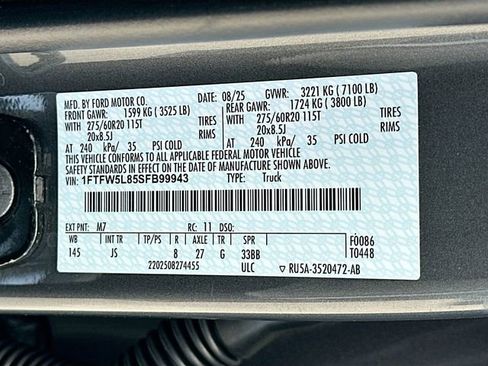 MFD. BY FORD MOTOR CO. DATE: 08/25 GVWR: 3221 KG ( 7100 LB)
FRONT GAWR: 1599 KG ( 3525 LB) REAR GAWR: 1724 KG ( 3800 LB)
WITH 275/60R20 115T TIRES WITH 275/60R20 115T TIRES
20x8.5J RIMS 20x8.5J RIMS
AT 240 kPa/ 35 PSI COLD AT 240 kPa/ 35 PSI COLD
THIS VEHICLE CONFORMS TO ALL APPLICABLE FEDERAL MOTOR VEHICLE
SAFETY STANDARDS IN EFFECT ON THE DATE OF MANUFACTURE SHOWN ABOVE.
VIN: 1FTFW5L85SFB99943 TYPE: Truck
EXT PNT: M7 RC: 11 DSO: F0086
WB INT TR TP/PS R AXLE TR SPR T0448
145 JS 8 27 G 33BB
2202508274455 ULC ▽ RU5A-3520472-AB